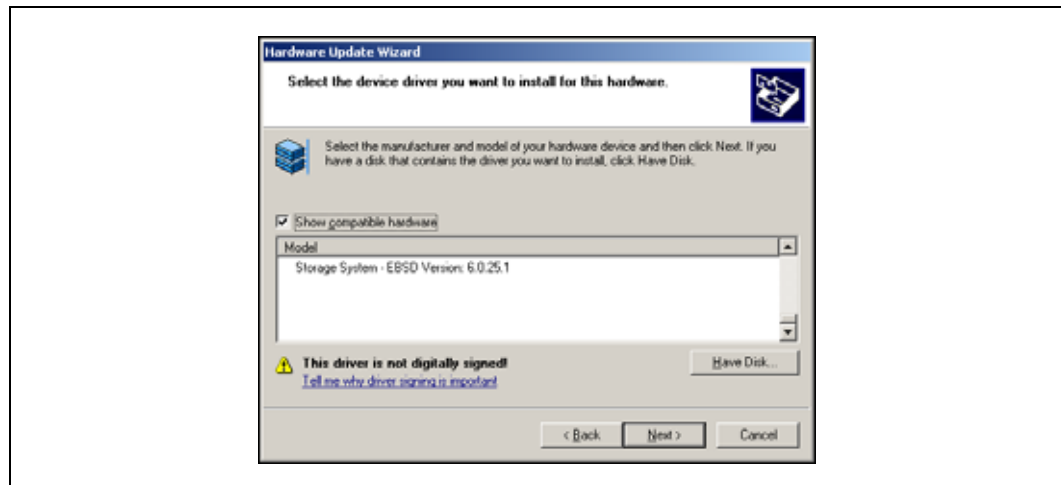 Hardware Update Wizard
Select the device driver you want to install for this hardware.
Select the manufacturer and model of your hardware device and then click Next. If you
have a disk that contains the driver you want to install, click Have Disk.
Show compatible hardware
Model
Storage System - EBSD Version: 6.0.25.1
This driver is not digitally signed!
Have Disk...
Tell me why driver signing is important
< Back
Next >
Cancel